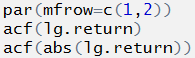 par(mfrow=c(1,2))
acf(lg.return)
acf(abs(lg.return))